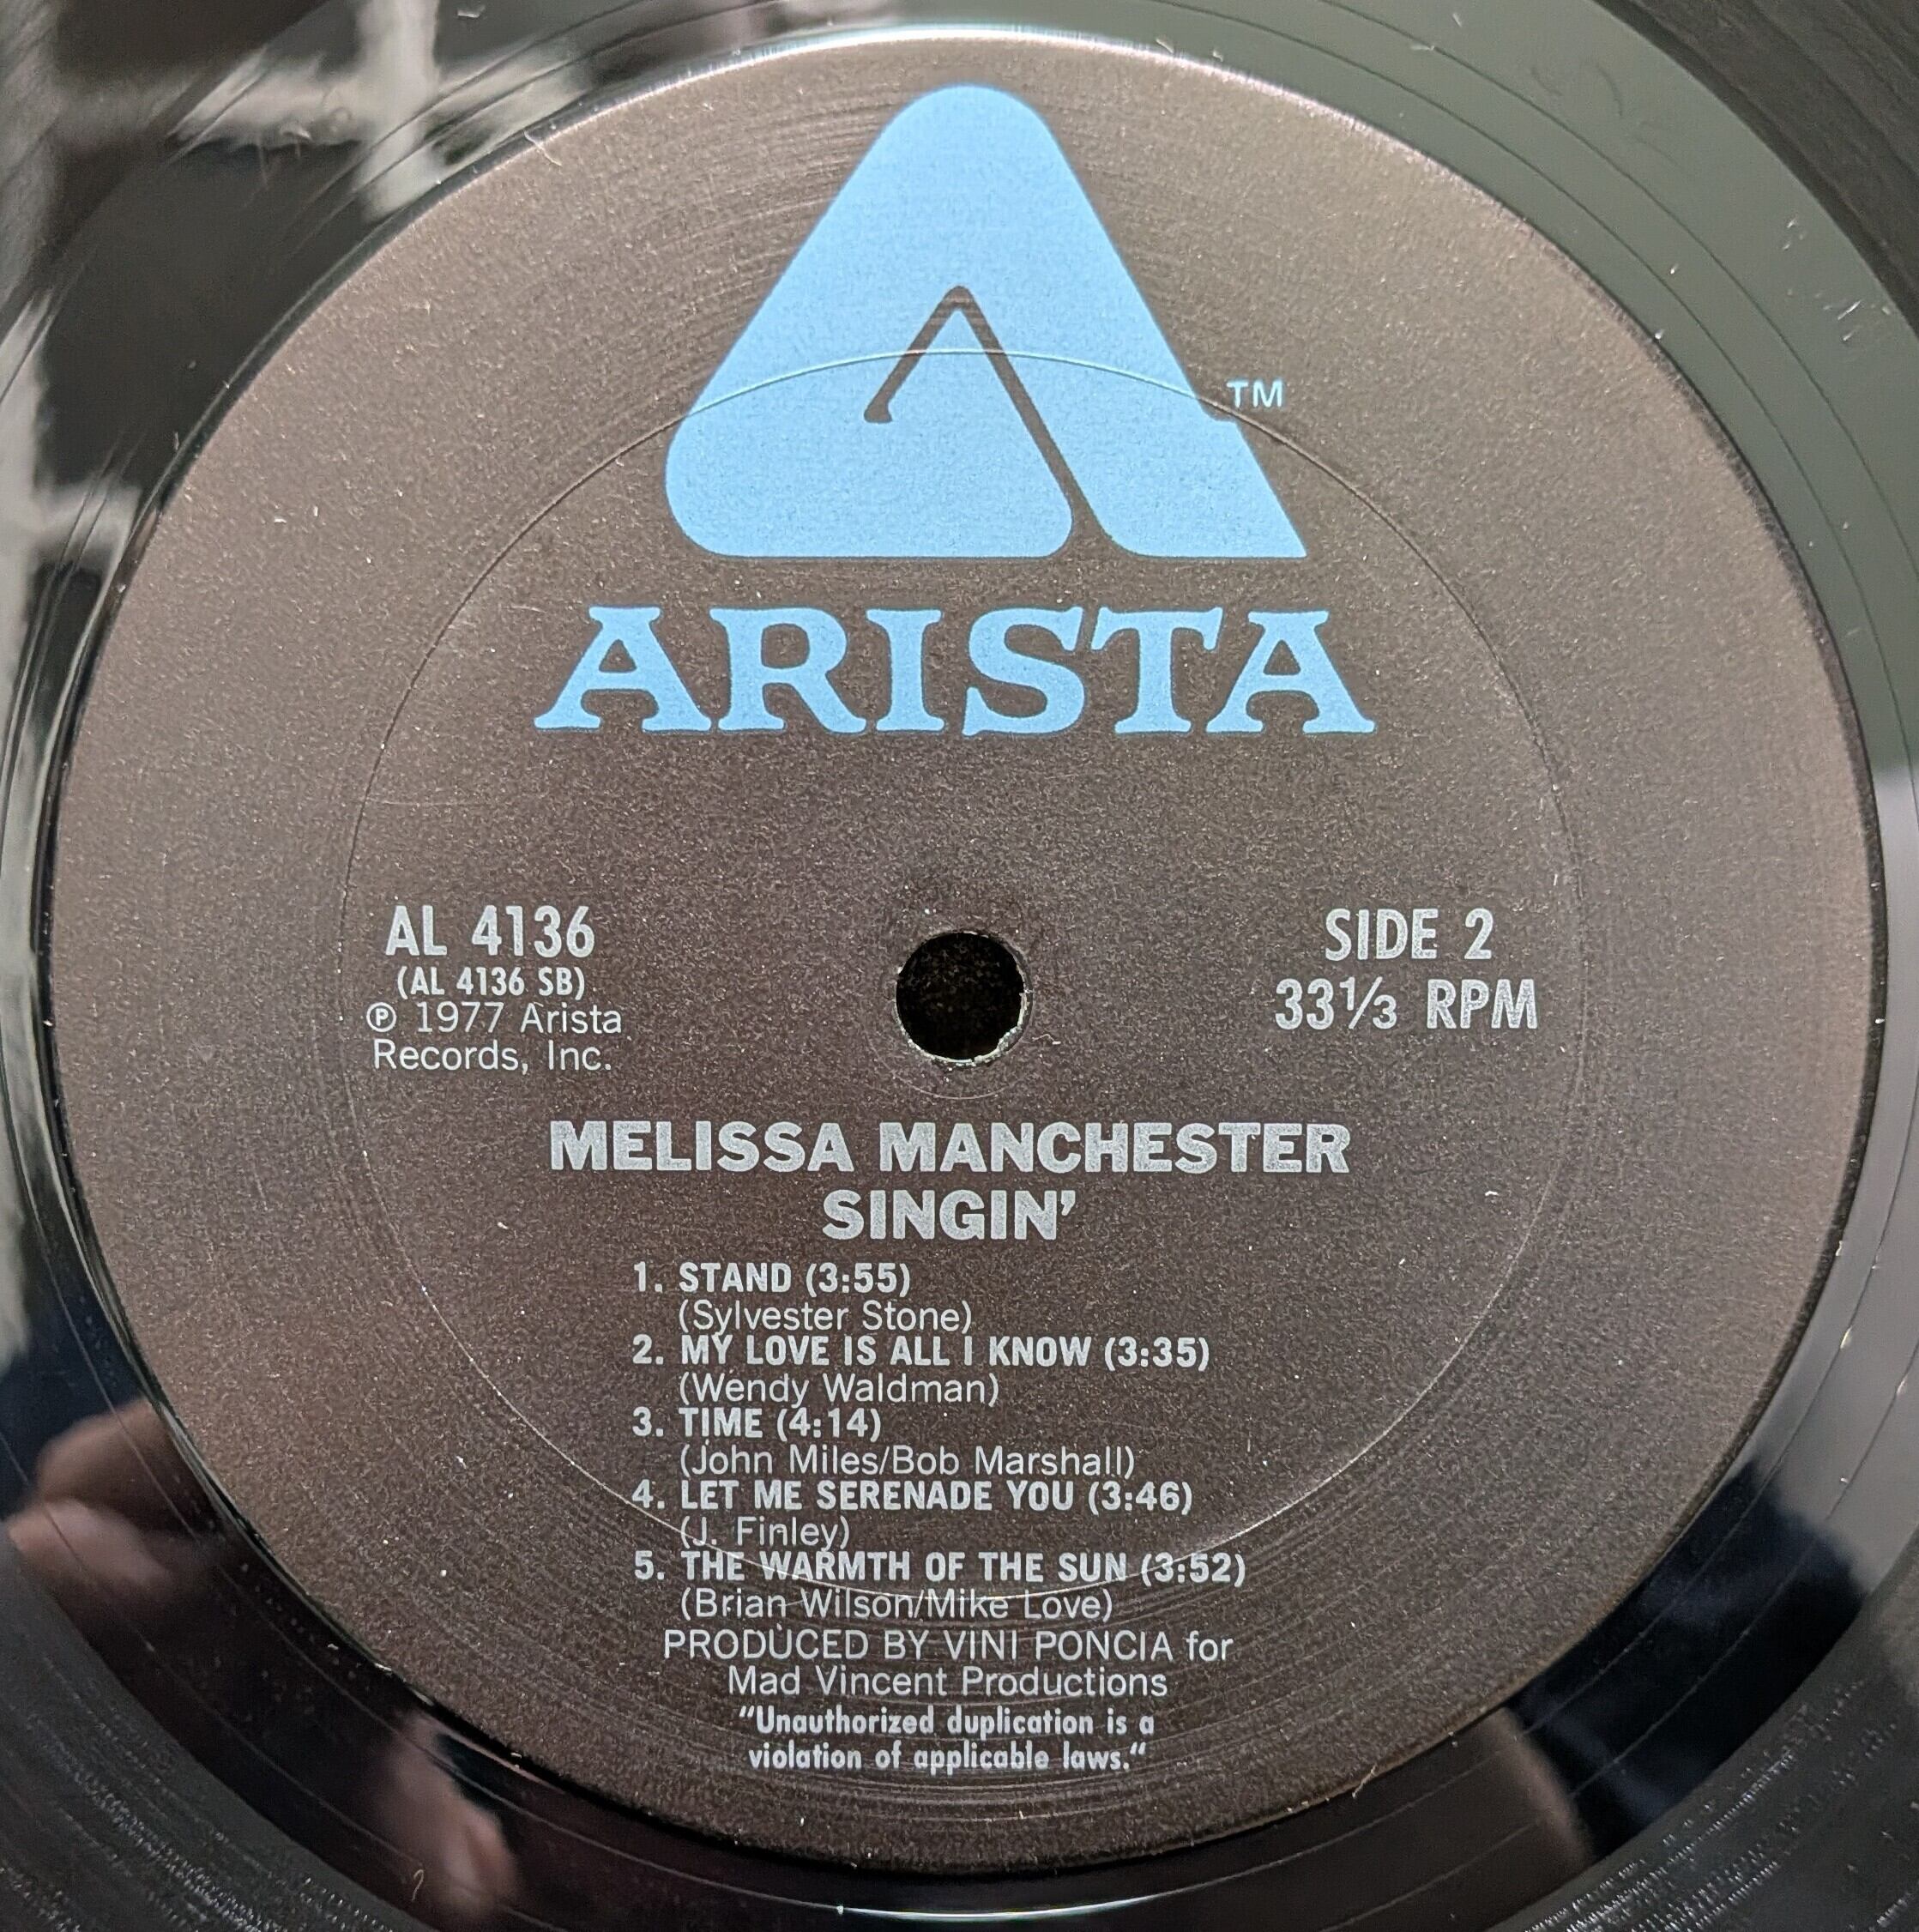 TM
ARISTA
AL 4136
(AL 4136 SB)
℗ 1977 Arista
Records, Inc.
SIDE 2
33⅓ RPM
MELISSA MANCHESTER
SINGIN’
1. STAND (3:55)
(Sylvester Stone)
2. MY LOVE IS ALL I KNOW (3:35)
(Wendy Waldman)
3. TIME (4:14)
(John Miles/Bob Marshall)
4. LET ME SERENADE YOU (3:46)
(J. Finley)
5. THE WARMTH OF THE SUN (3:52)
(Brian Wilson/Mike Love)
PRODUCED BY VINI PONCIA for
Mad Vincent Productions
“Unauthorized duplication is a
violation of applicable laws.“